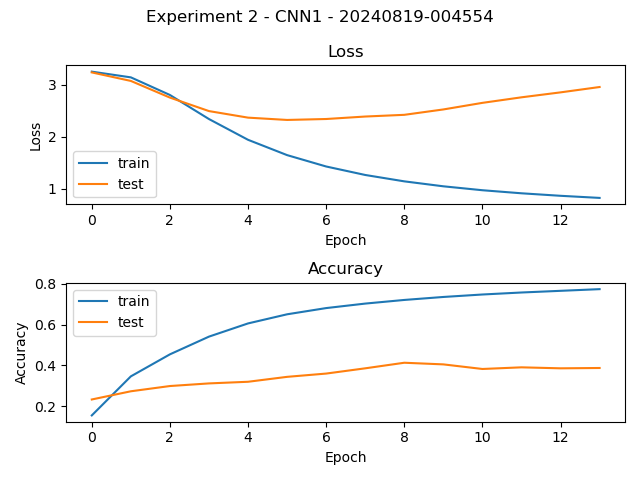 Experiment 2 - CNN1 - 20240819-004554
Loss
3
2
1
Loss
train
test
0 2 4 6 8 10 12
Epoch
Accuracy
0.8
0.6
0.4
0.2
Accuracy
train
test
0 2 4 6 8 10 12
Epoch